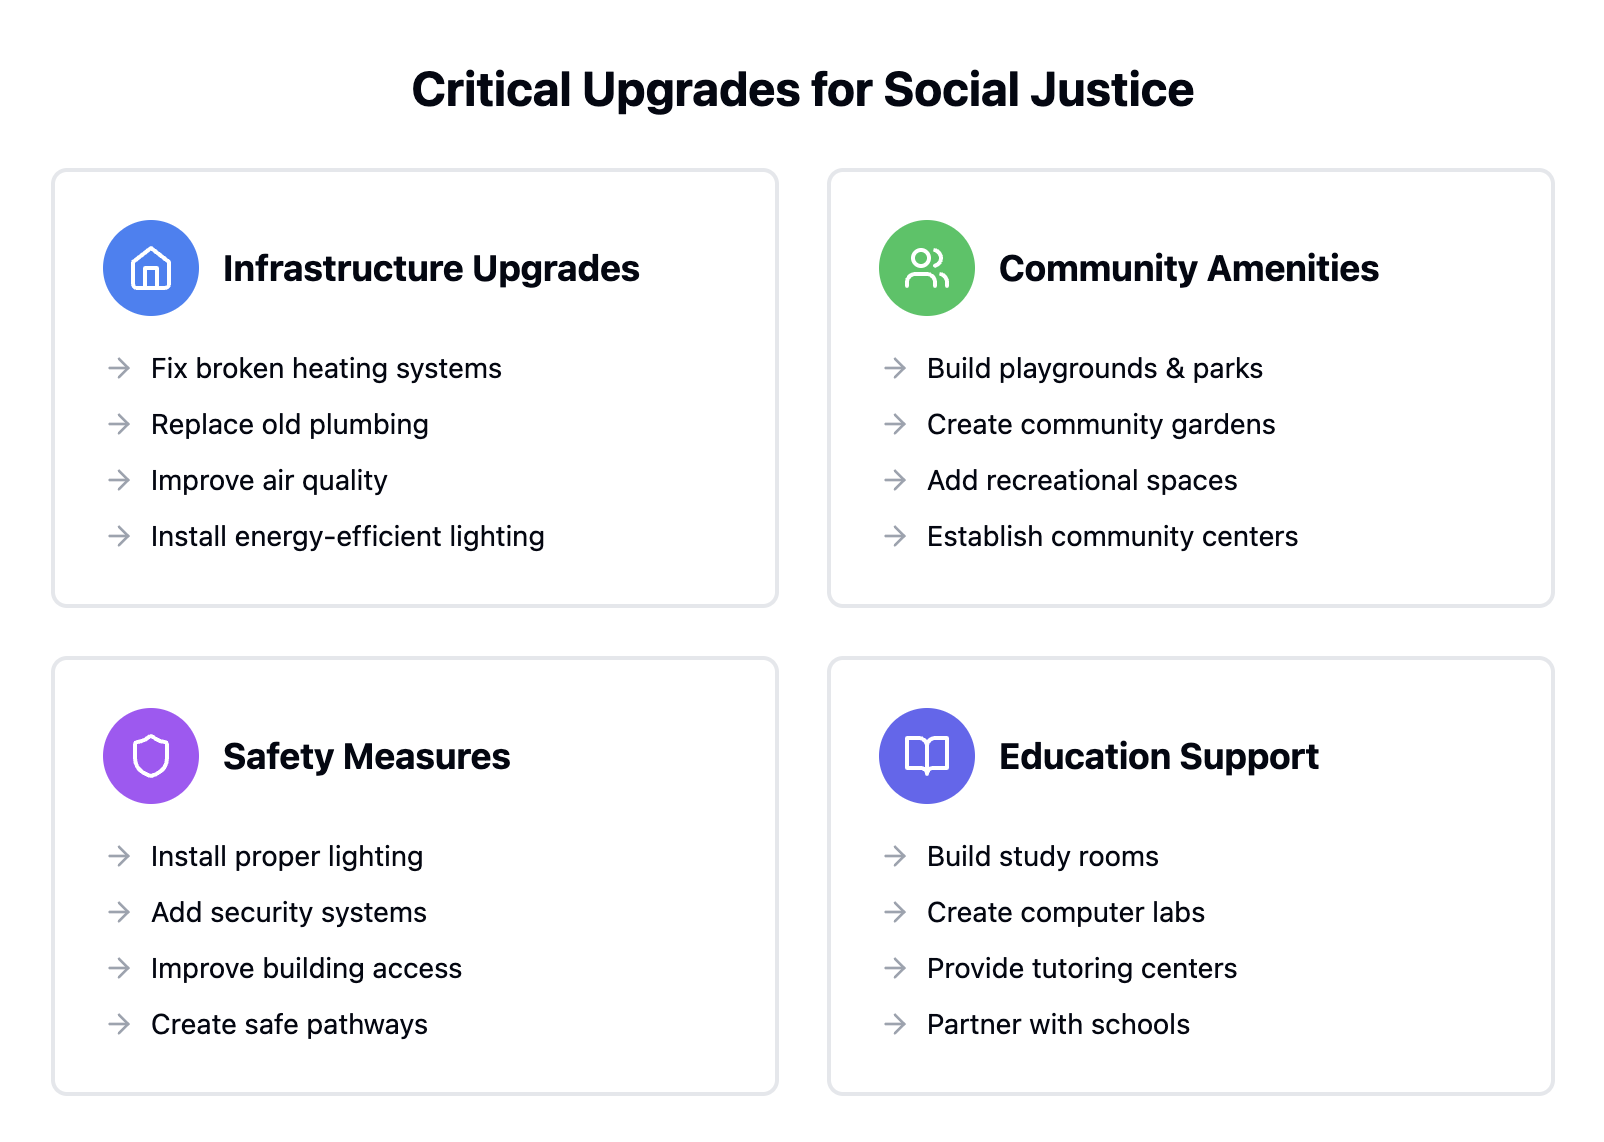 Critical Upgrades for Social Justice
Infrastructure Upgrades
Fix broken heating systems
Replace old plumbing
Improve air quality
Install energy-efficient lighting
Community Amenities
Build playgrounds & parks
Create community gardens
Add recreational spaces
Establish community centers
Safety Measures
Install proper lighting
Add security systems
Improve building access
Create safe pathways
Education Support
Build study rooms
Create computer labs
Provide tutoring centers
Partner with schools